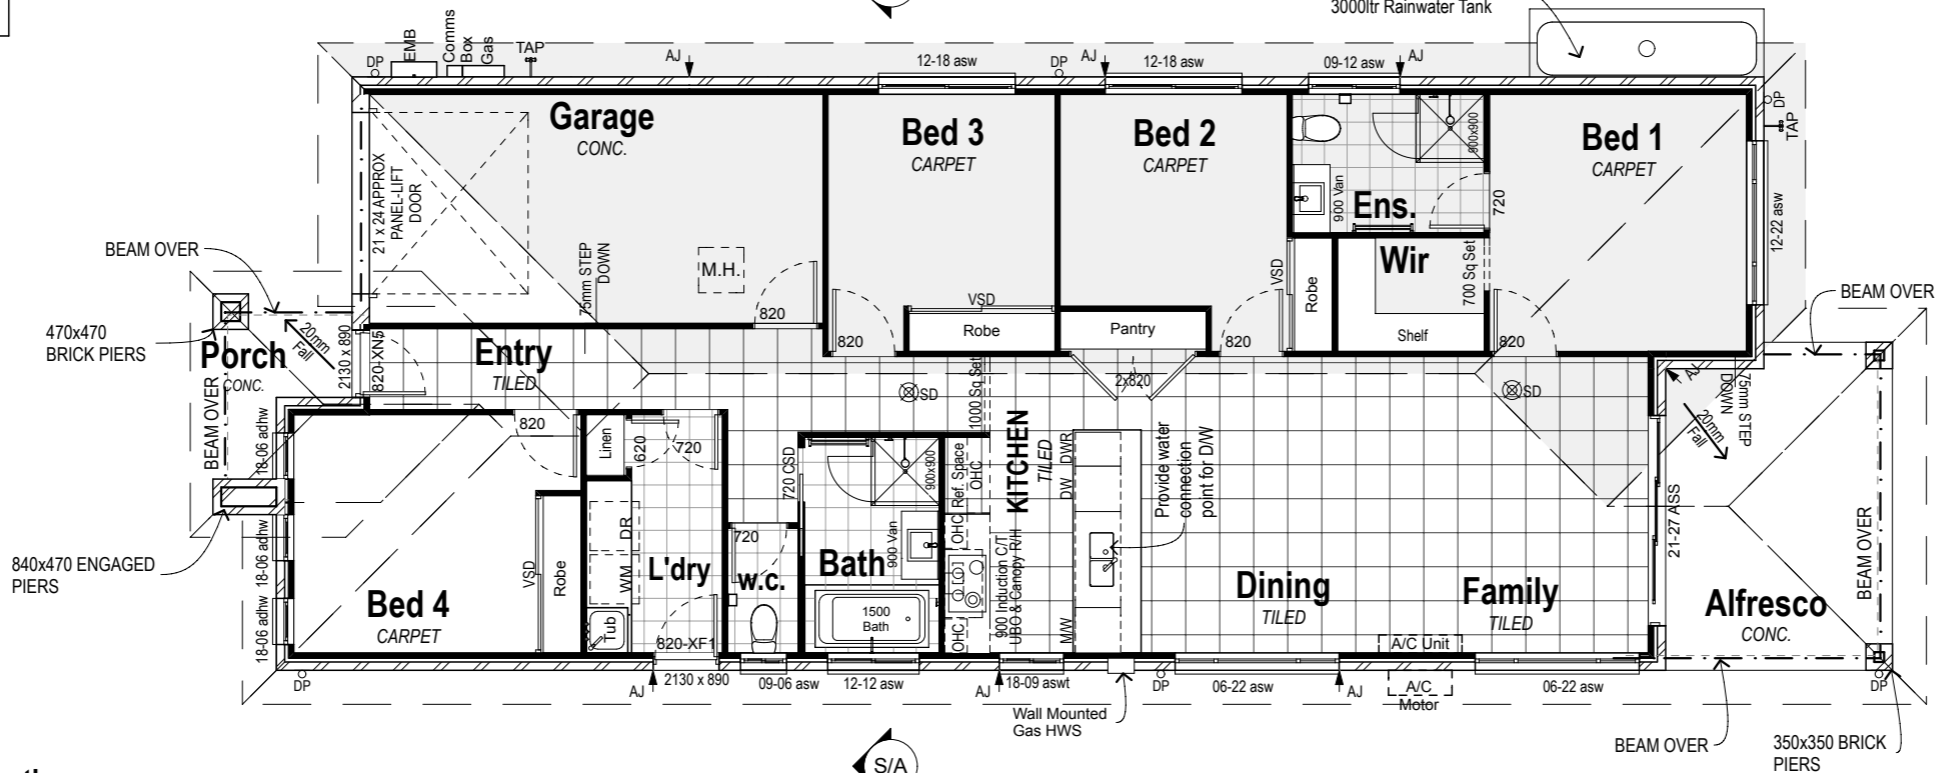 3000ltr Rainwater Tank
EMB
Comms
Box
Gas
TAP
DP
AJ
12-18 asw
DP
AJ
12-18 asw
09-12 asw
AJ
DP
TAP
Garage
CONC.
Bed 3
CARPET
Bed 2
CARPET
900x900
Bed 1
CARPET
21 x 24 APPROX
PANEL-LIFT
DOOR
900 Van
Ens.
720
12-22 asw
BEAM OVER
75mm STEP
DOWN
M.H.
VSD
Robe
820
820
VSD
Robe
Wir
700 Sq Set
Shelf
820
820
Pantry
2x820
BEAM OVER
470x470
BRICK PIERS
20mm
Fall
Porch
CONC.
2130 x 890
820-XN5
Entry
TILED
SD
1000 Sq Set
SD
AJ
75mm STEP
DOWN
20mm
Fall
BEAM OVER
18-06 adhw
820
Linen
620
720
720 CSD
900x900
Ref. Space
OHC
KITCHEN
TILED
DW DWR
Provide water
connection
point for D/W
21-27 ASS
BEAM OVER
840x470 ENGAGED
PIERS
18-06 adhw
18-06 adhw
Bed 4
CARPET
VSD
Robe
DR
WM
Tub
L'dry
820-XF1
720
w.c.
Bath
900 Van
1500
Bath
OHC
OHC
900 Induction C/T
UBO & Canopy R/H
M/W
Dining
TILED
Family
TILED
A/C Unit
Alfresco
CONC.
DP
AJ
2130 x 890
09-06 asw
12-12 asw
AJ
18-09 aswt
DP
06-22 asw
AJ
A/C
Motor
06-22 asw
DP
Wall Mounted
Gas HWS
BEAM OVER
350x350 BRICK
PIERS
S/A